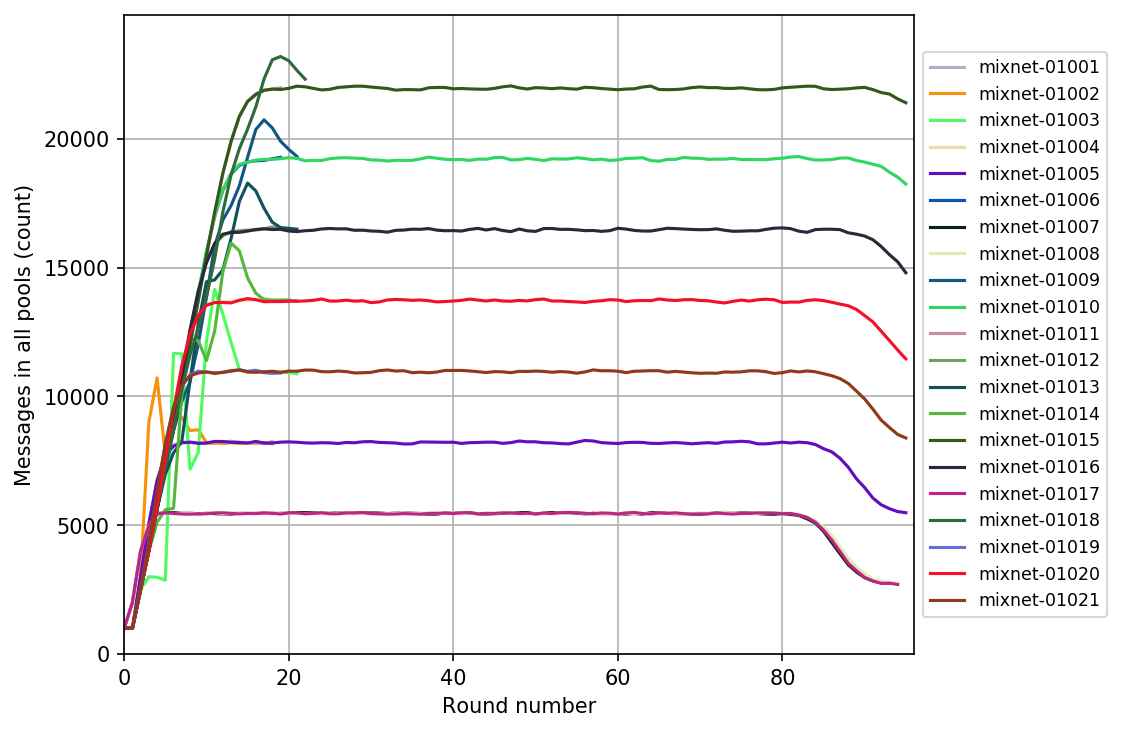 Messages in all pools (count)
20000
15000
10000
5000
0
0 20 40 60 80
Round number
mixnet-01001
mixnet-01002
mixnet-01003
mixnet-01004
mixnet-01005
mixnet-01006
mixnet-01007
mixnet-01008
mixnet-01009
mixnet-01010
mixnet-01011
mixnet-01012
mixnet-01013
mixnet-01014
mixnet-01015
mixnet-01016
mixnet-01017
mixnet-01018
mixnet-01019
mixnet-01020
mixnet-01021